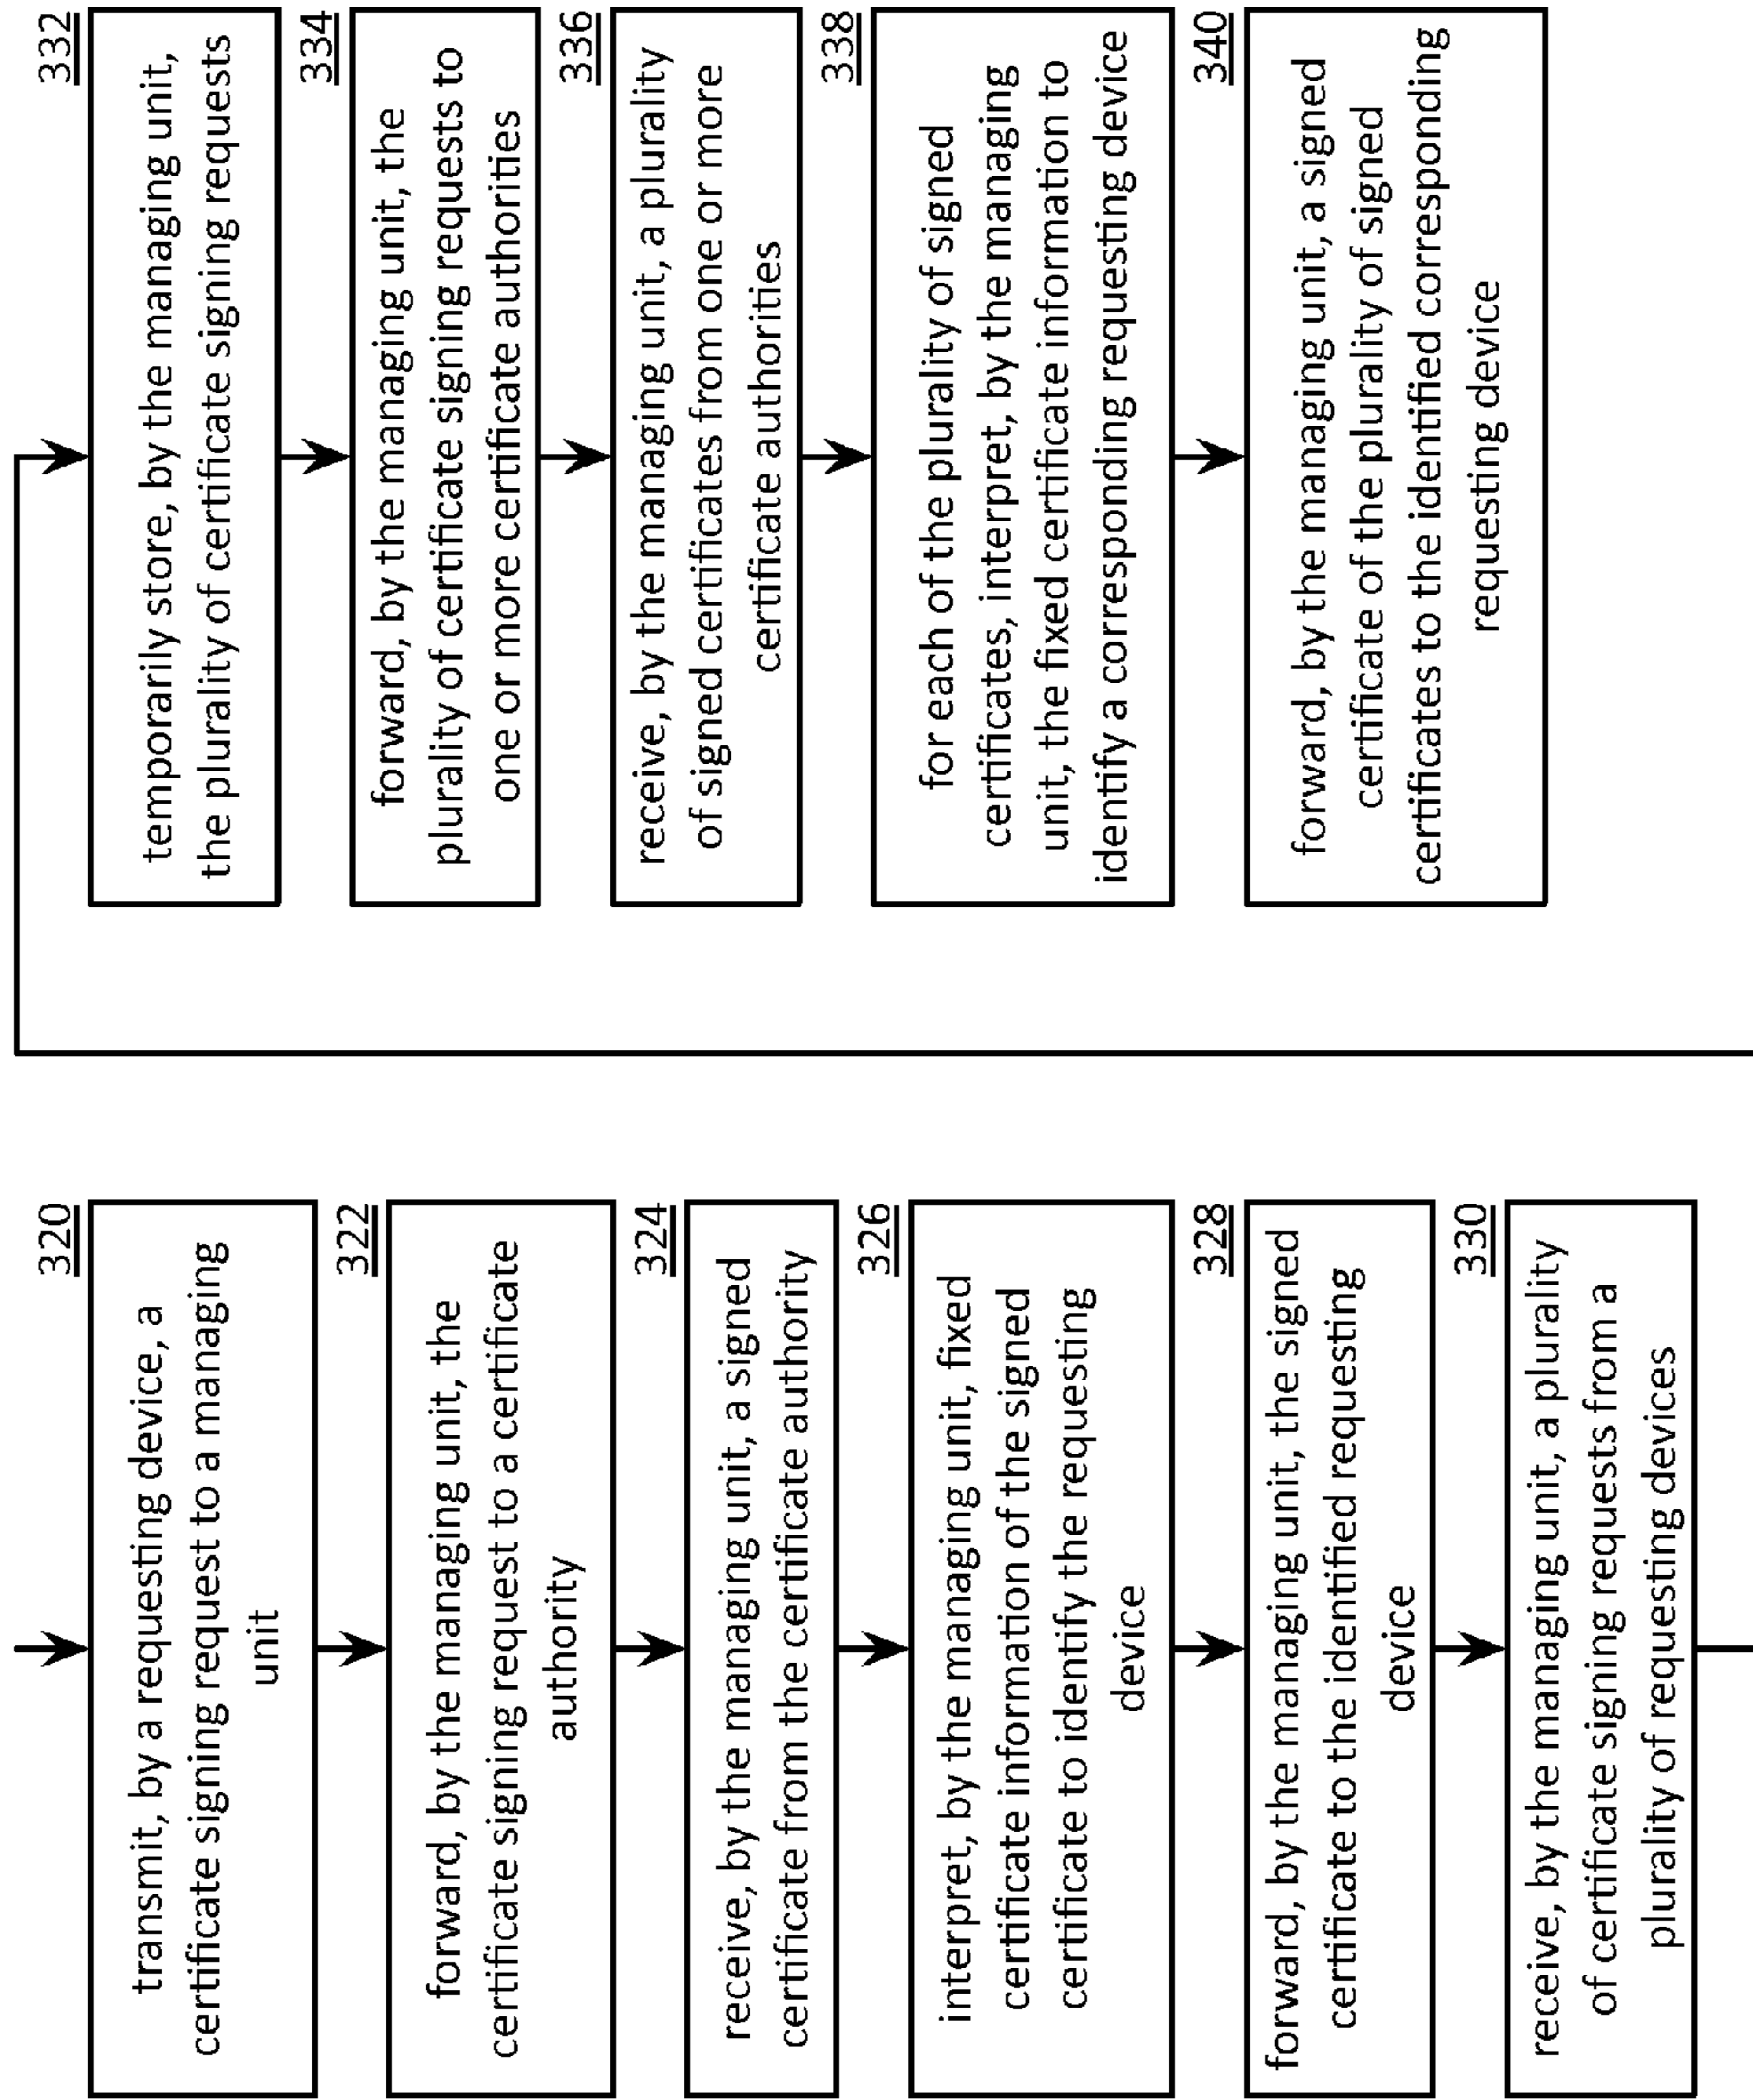 320
transmit, by a requesting device, a
certificate signing request to a managing
unit
322
forward, by the managing unit, the
certificate signing request to a certificate
authority
324
receive, by the managing unit, a signed
certificate from the certificate authority
326
interpret, by the managing unit, fixed
certificate information of the signed
certificate to identify the requesting
device
328
forward, by the managing unit, the signed
certificate to the identified requesting
device
330
receive, by the managing unit, a plurality
of certificate signing requests from a
plurality of requesting devices
332
temporarily store, by the managing unit,
the plurality of certificate signing requests
334
forward, by the managing unit, the
plurality of certificate signing requests to
one or more certificate authorities
336
receive, by the managing unit, a plurality
of signed certificates from one or more
certificate authorities
338
for each of the plurality of signed
certificates, interpret, by the managing
unit, the fixed certificate information to
identify a corresponding requesting device
340
forward, by the managing unit, a signed
certificate of the plurality of signed
certificates to the identified corresponding
requesting device